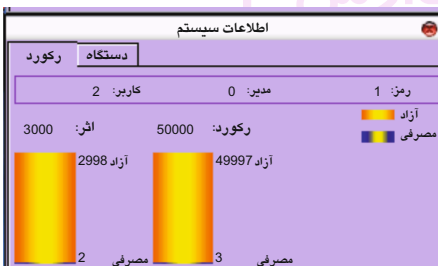 اطلاعات سیستم
دستگاه رکورد
رمز: 1 مدیر: 0 کاربر: 2
آزاد
مصرفی
رکورد: 50000 اثر: 3000
آزاد 49997 آزاد 2998
مصرفی 3 مصرفی 2